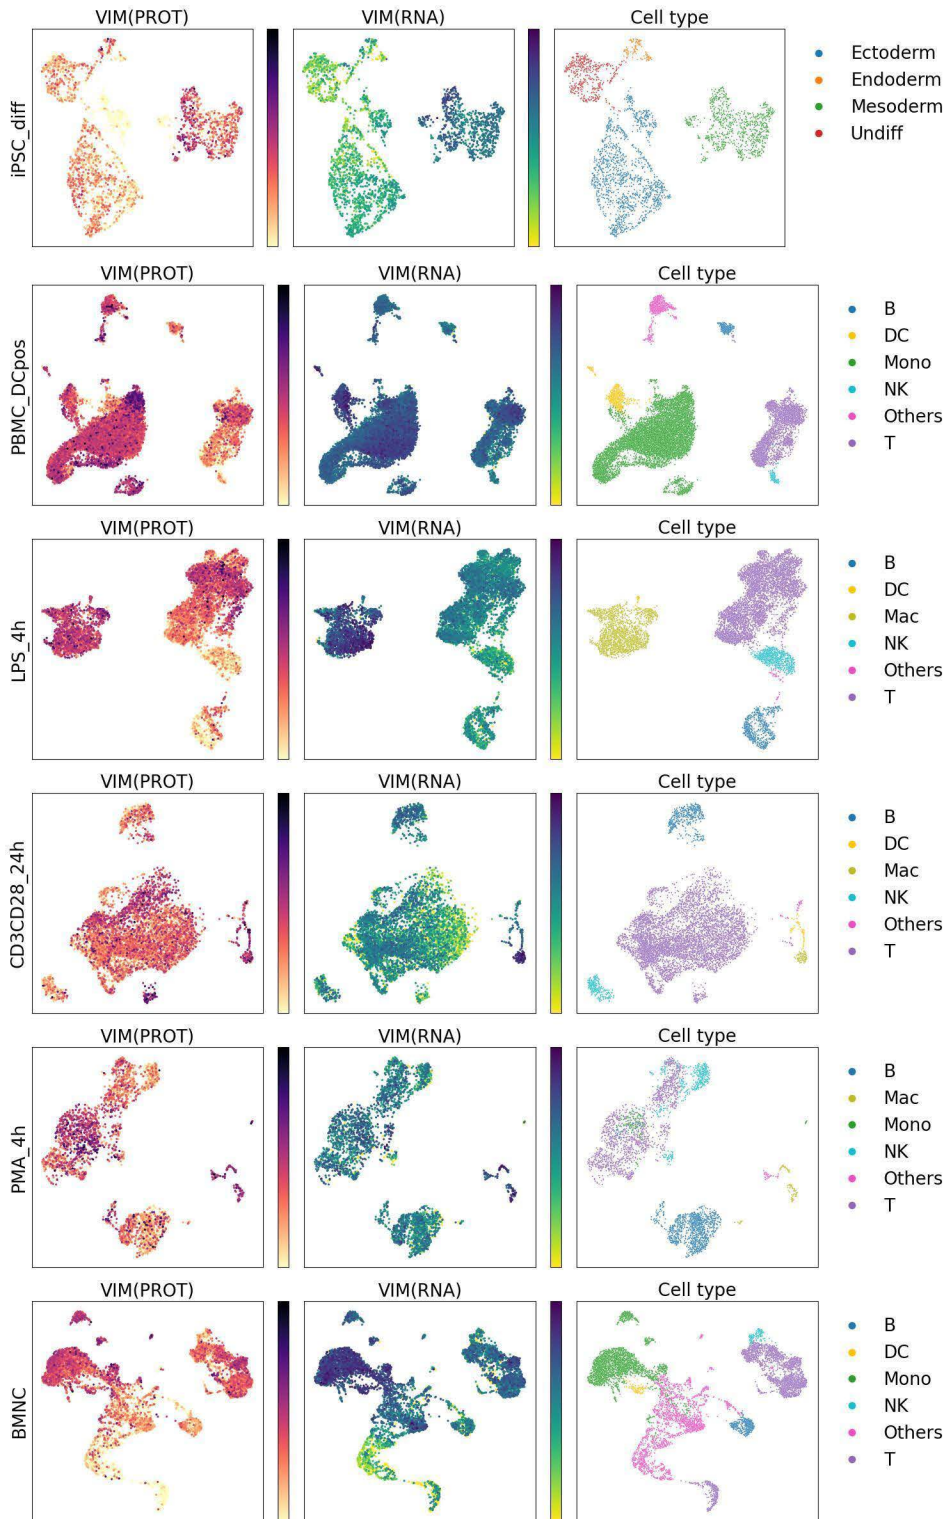 VIM(PROT) VIM(RNA) Cell type
iPSC_diff
Ectoderm
Endoderm
Mesoderm
Undiff
VIM(PROT) VIM(RNA) Cell type
PBMC_DCpos
B
DC
Mono
NK
Others
T
VIM(PROT) VIM(RNA) Cell type
LPS_4h
B
DC
Mac
NK
Others
T
VIM(PROT) VIM(RNA) Cell type
CD3CD28_24h
B
DC
Mac
NK
Others
T
VIM(PROT) VIM(RNA) Cell type
PMA_4h
B
Mac
Mono
NK
Others
T
VIM(PROT) VIM(RNA) Cell type
BMNC
B
DC
Mono
NK
Others
T